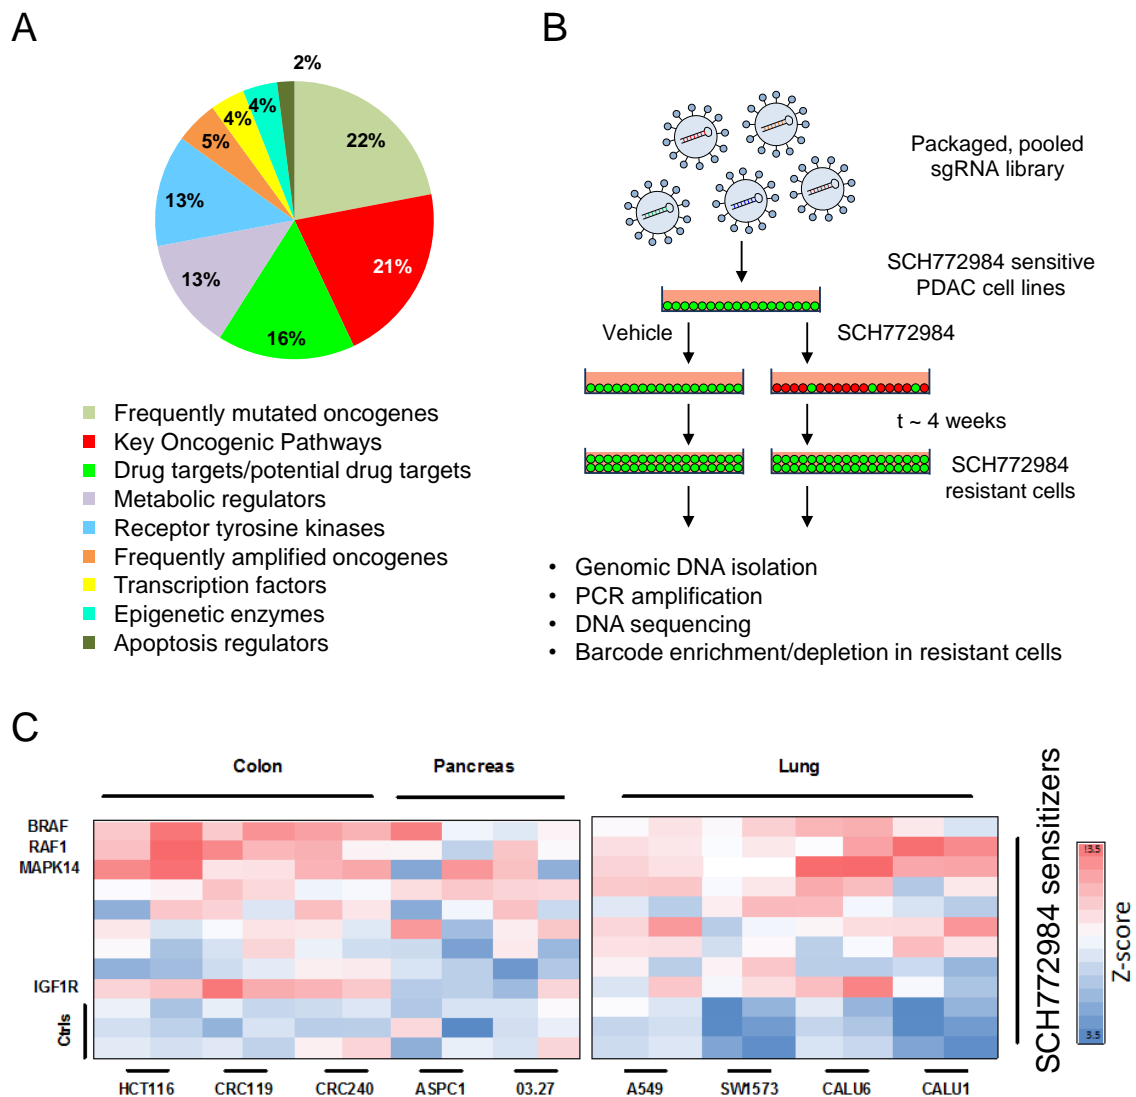 A
2%
4%
4%
5%
22%
13%
13%
21%
16%
Frequently mutated oncogenes
Key Oncogenic Pathways
Drug targets/potential drug targets
Metabolic regulators
Receptor tyrosine kinases
Frequently amplified oncogenes
Transcription factors
Epigenetic enzymes
Apoptosis regulators
B
Packaged, pooled
sgRNA library
SCH772984 sensitive
PDAC cell lines
Vehicle
SCH772984
t ~ 4 weeks
SCH772984
resistant cells
• Genomic DNA isolation
• PCR amplification
• DNA sequencing
• Barcode enrichment/depletion in resistant cells
C
Colon
Pancreas
Lung
BRAF
RAF1
MAPK14
IGF1R
Ctrls
HCT116
CRC119
CRC240
ASPC1
03.27
A549
SW1573
CALU6
CALU1
SCH772984 sensitizers
3.5
Z-score